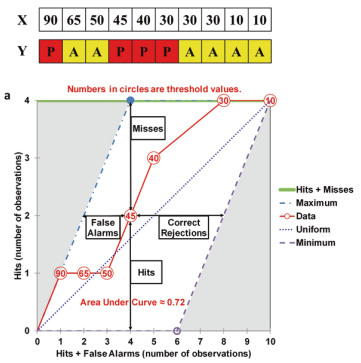 X 90 65 50 45 40 30 30 30 10 10
Y P A A P P P A A A A
a
Numbers in circles are threshold values.
4 30 10
Misses
3 40
Hits + Misses
Maximum
Data
Uniform
Minimum
2 45
False Alarms
Correct Rejections
1 90 65 50
Hits
Area Under Curve ≈ 0.72
0
0 1 2 3 4 5 6 7 8 9 10
Hits (number of observations)
Hits + False Alarms (number of observations)